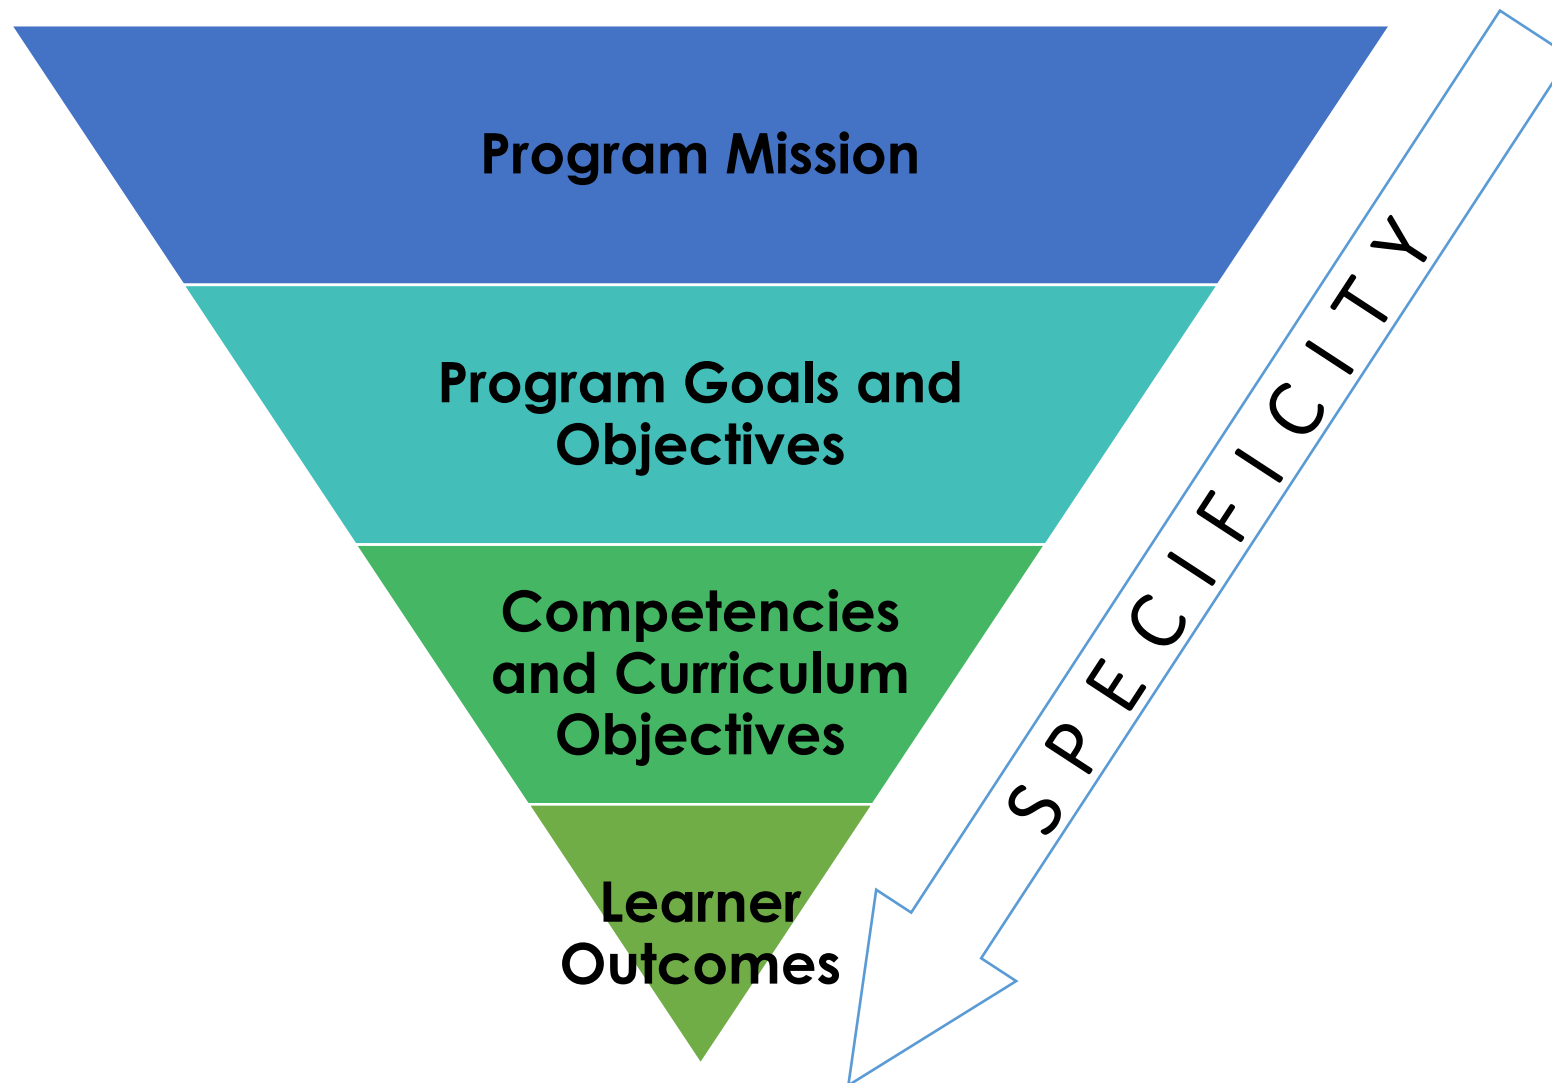 Program Mission
Program Goals and
Objectives
Competencies
and Curriculum
Objectives
Learner
Outcomes
SPECIFICITY